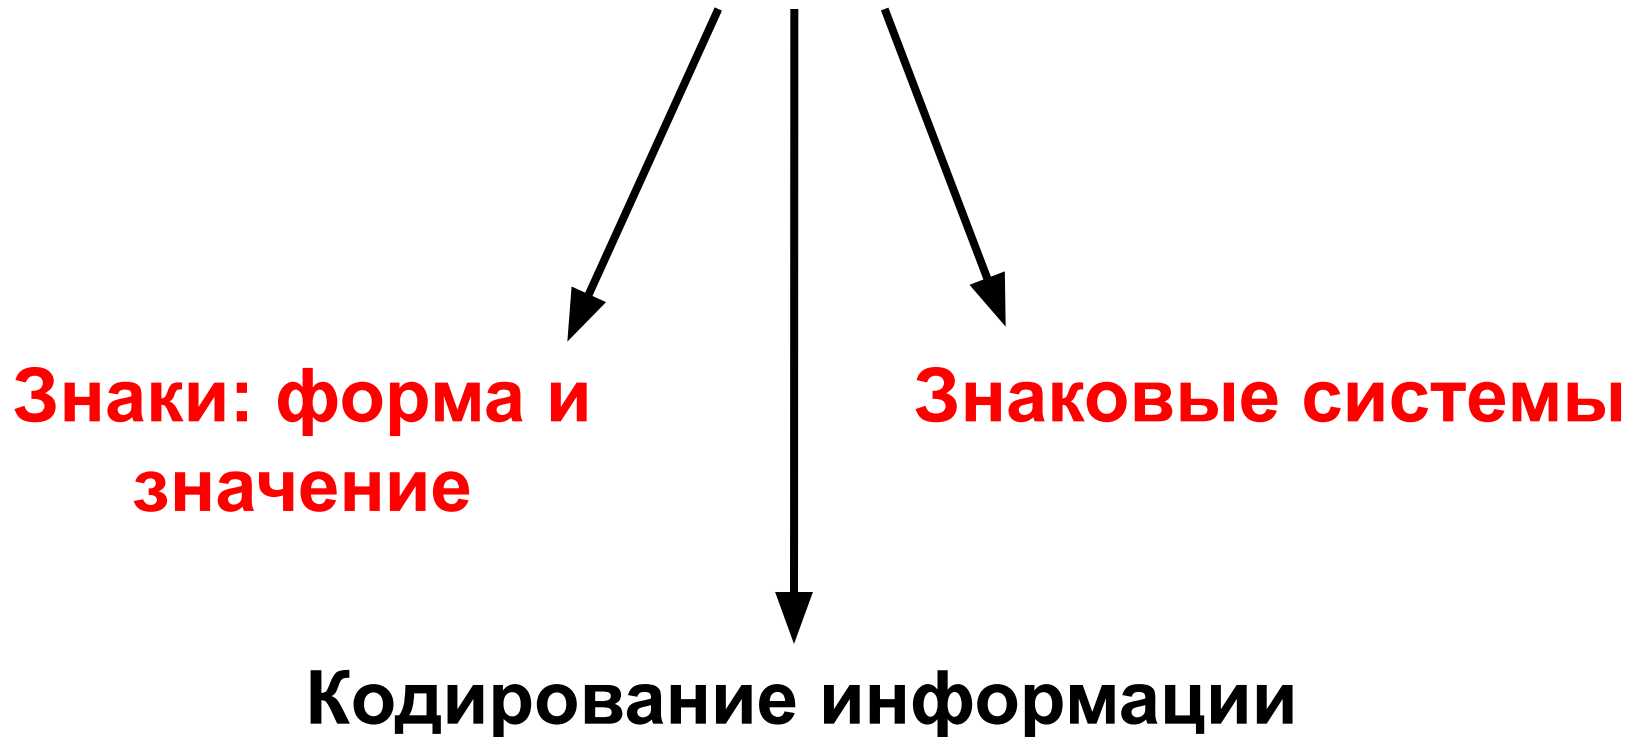 Знаки: форма и
значение
Знаковые системы
Кодирование информации